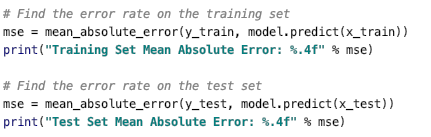 # Find the error rate on the training set
mse = mean_absolute_error(y_train, model.predict(x_train))
print("Training Set Mean Absolute Error: %.4f" % mse)
# Find the error rate on the test set
mse = mean_absolute_error(y_test, model.predict(x_test))
print("Test Set Mean Absolute Error: %.4f" % mse)